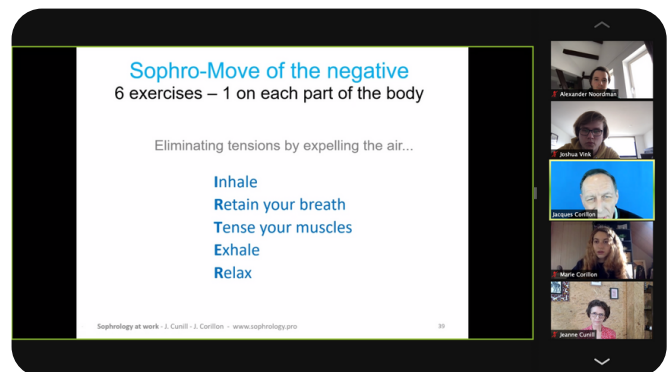 Sophro-Move of the negative
6 exercises – 1 on each part of the body
Eliminating tensions by expelling the air...
Inhale
Retain your breath
Tense your muscles
Exhale
Relax
Sophrology at work - J. Cunill - J. Corillon - www.sophrology.pro
39
Alexander Noordman
Joshua Vink
Jacques Corillon
Marie Corillon
Jeanne Cunill